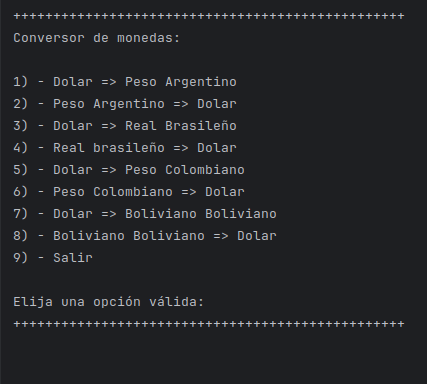 +++++++++++++++++++++++++++++++++++++++++++++++++
Conversor de monedas:
1) - Dolar => Peso Argentino
2) - Peso Argentino => Dolar
3) - Dolar => Real Brasileño
4) - Real brasileño => Dolar
5) - Dolar => Peso Colombiano
6) - Peso Colombiano => Dolar
7) - Dolar => Boliviano Boliviano
8) - Boliviano Boliviano => Dolar
9) - Salir
Elija una opción válida:
+++++++++++++++++++++++++++++++++++++++++++++++++